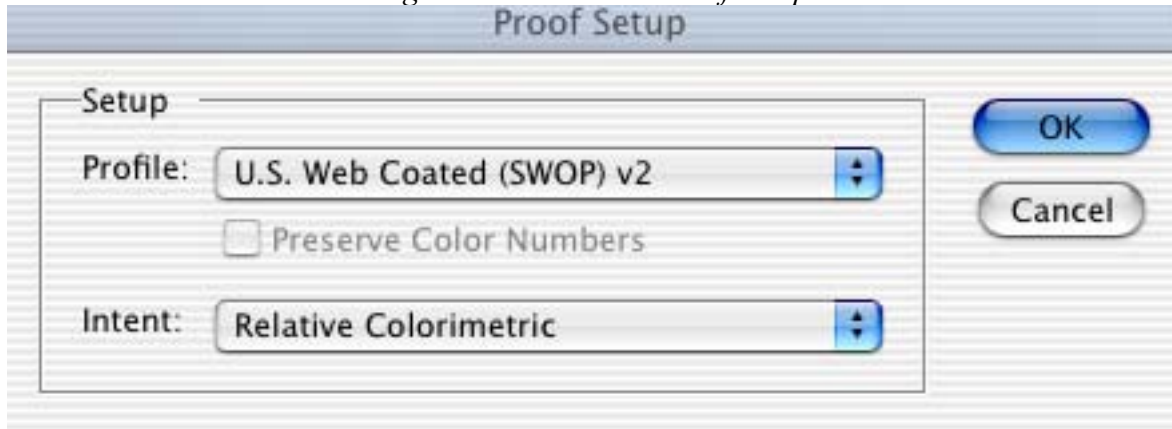 Proof Setup
Setup
OK
Profile: U.S. Web Coated (SWOP) v2
Cancel
Preserve Color Numbers
Intent: Relative Colorimetric